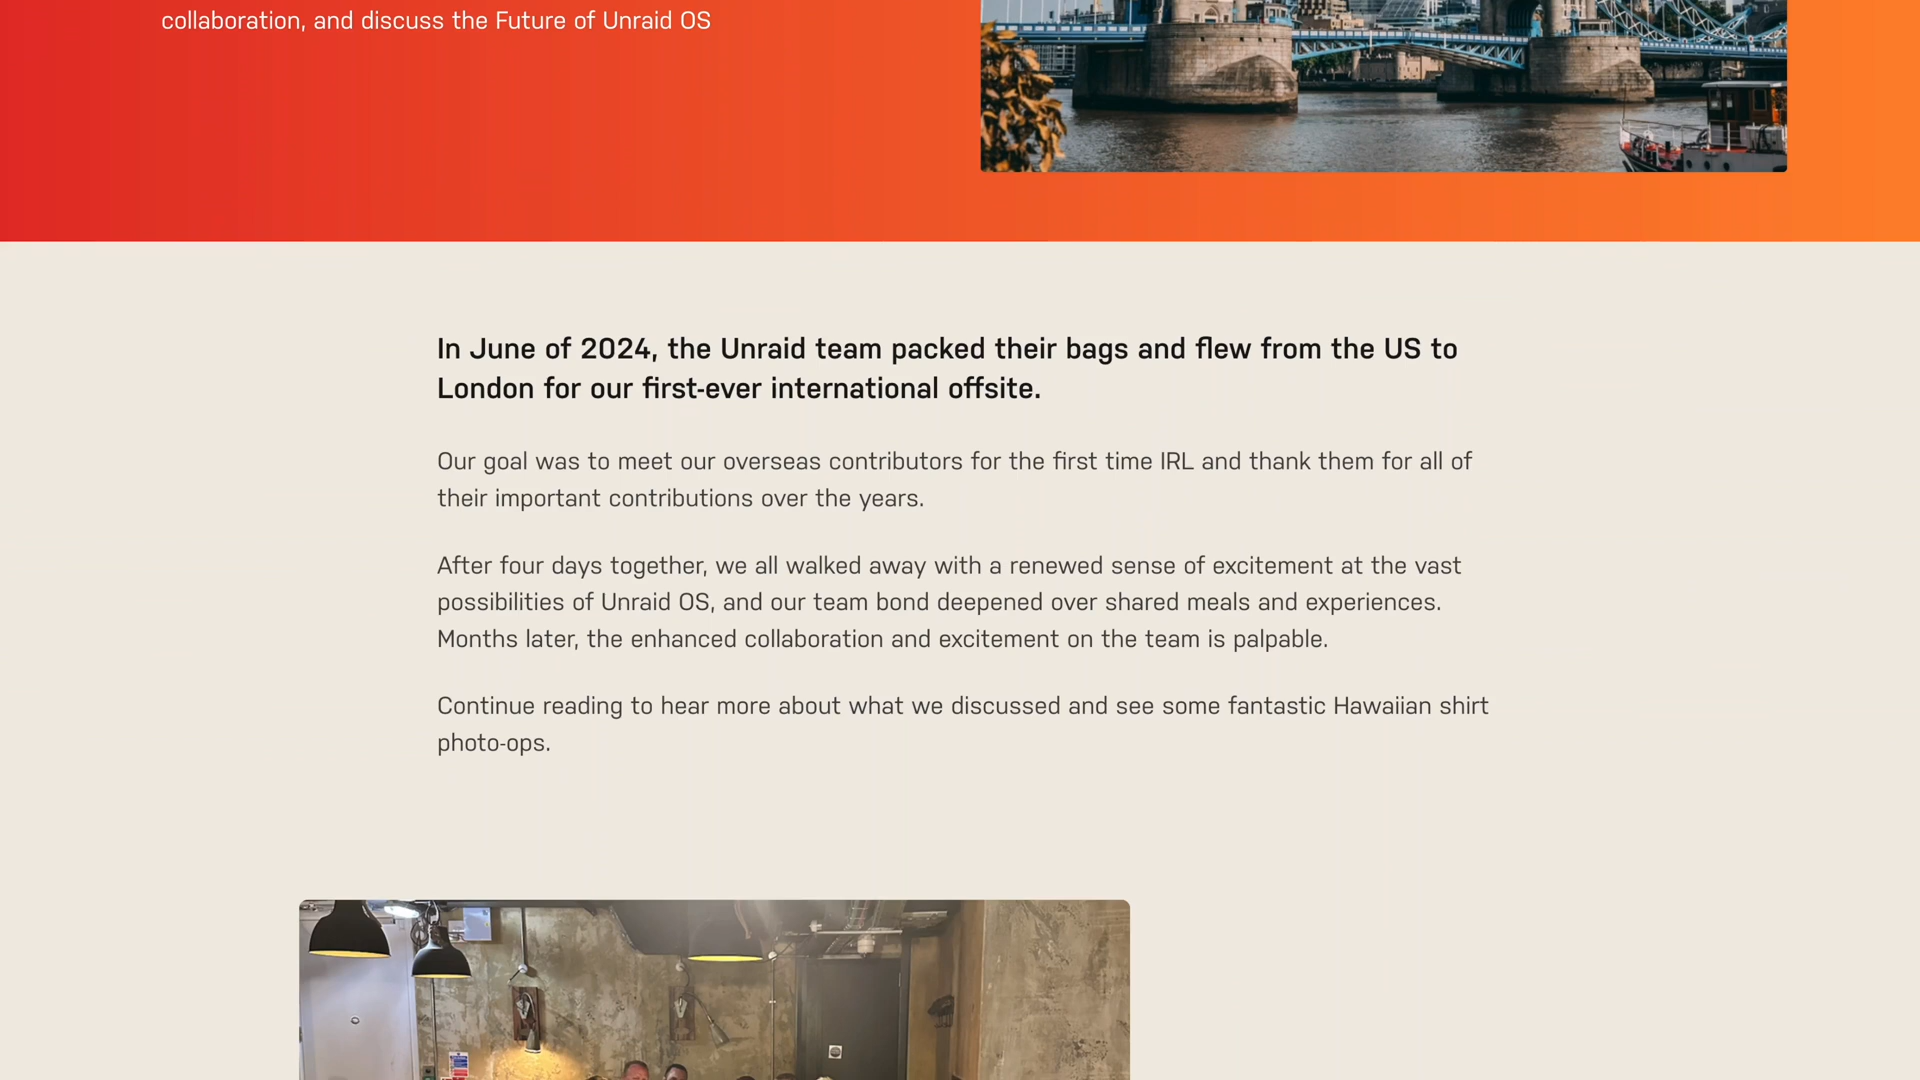 collaboration, and discuss the Future of Unraid OS
In June of 2024, the Unraid team packed their bags and flew from the US to
London for our first-ever international offsite.
Our goal was to meet our overseas contributors for the first time IRL and thank them for all of
their important contributions over the years.
After four days together, we all walked away with a renewed sense of excitement at the vast
possibilities of Unraid OS, and our team bond deepened over shared meals and experiences.
Months later, the enhanced collaboration and excitement on the team is palpable.
Continue reading to hear more about what we discussed and see some fantastic Hawaiian shirt
photo-ops.